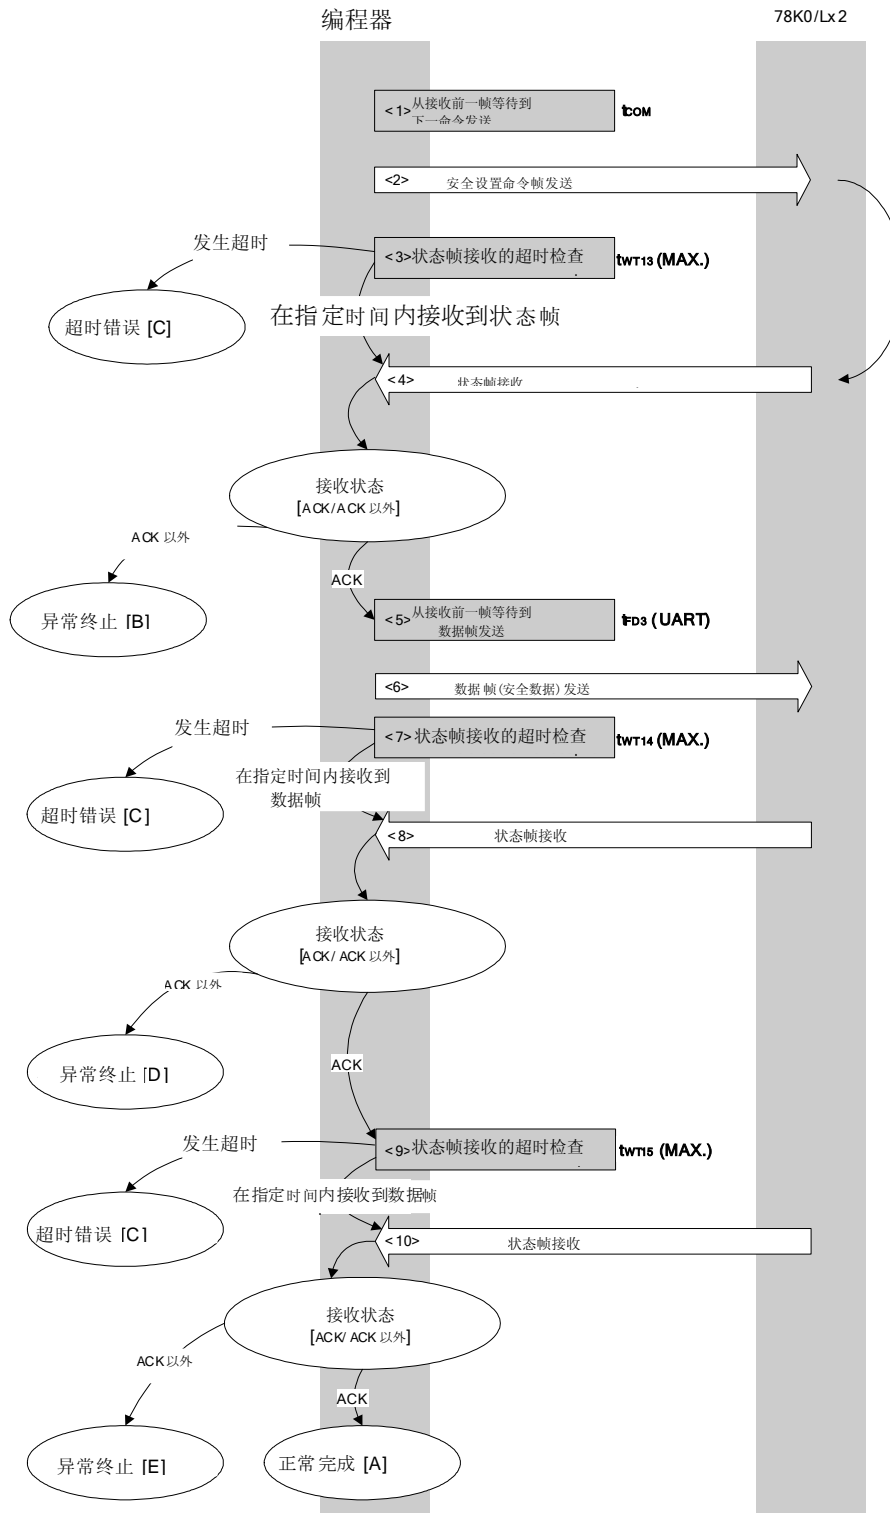 编程器
78K0/Lx2
<1>从接收前一帧等待到
下一命令发送
tCOM
<2> 安全设置命令帧发送
发生超时
<3>状态帧接收的超时检查
tWT13 (MAX.)
超时错误 [C]
在指定时间内接收到状态帧
<4> 状态帧接收
接收状态
[ACK/ACK 以外]
ACK 以外
ACK
异常终止 [B]
<5>从接收前一帧等待到
数据帧发送
tFD3 (UART)
<6> 数据帧(安全数据)发送
发生超时
<7>状态帧接收的超时检查
tWT14 (MAX.)
在指定时间内接收到
数据帧
超时错误 [C]
<8> 状态帧接收
接收状态
[ACK/ ACK 以外]
ACK 以外
ACK
异常终止 [D]
发生超时
<9>状态帧接收的超时检查
tWT15 (MAX.)
在指定时间内接收到数据帧
超时错误 [C]
<10> 状态帧接收
接收状态
[ACK/ ACK 以外]
ACK 以外
ACK
异常终止 [E]
正常完成 [A]